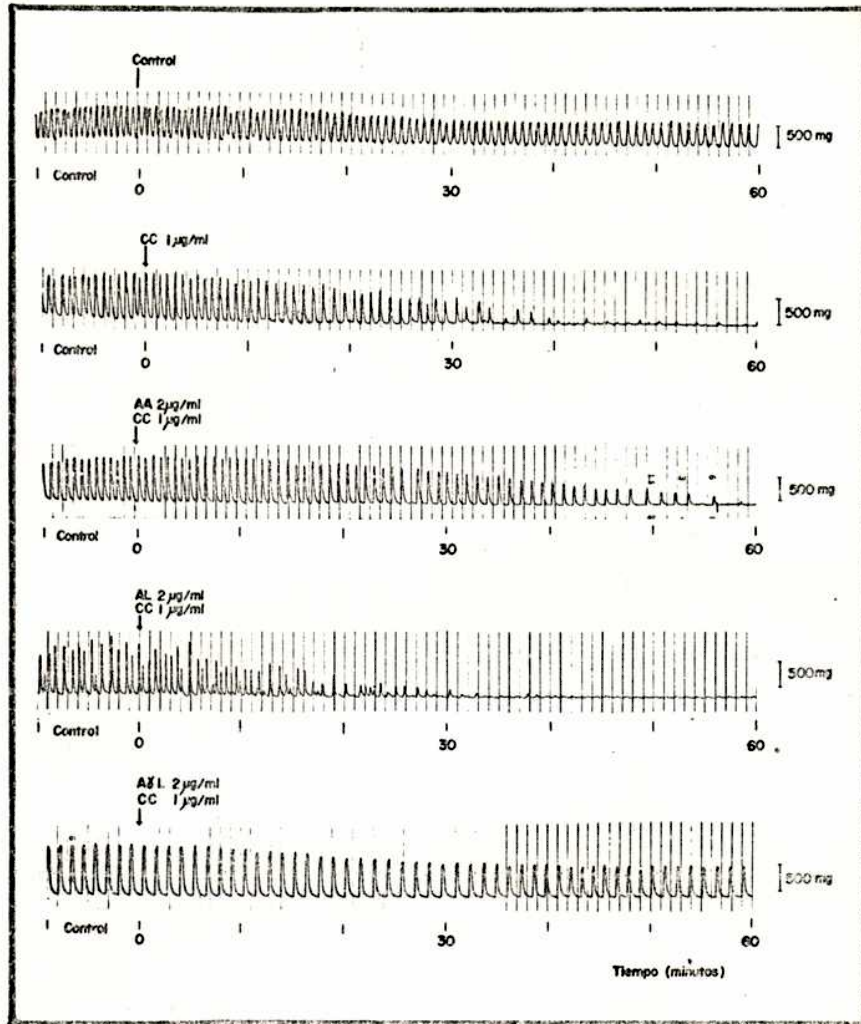 Control
500 mg
Control
0 30 60
CC 1 µg/ml
500 mg
Control
0 30 60
AA 2µg/ml
CC 1 µg/ml
500 mg
Control
0 30 60
AL 2 µg/ml
CC 1 µg/ml
500mg
Control
0 30 60
AɣL 2 µg/ml
CC 1 µg/ml
500 mg
Control
0 30 60
Tiempo (minutos)